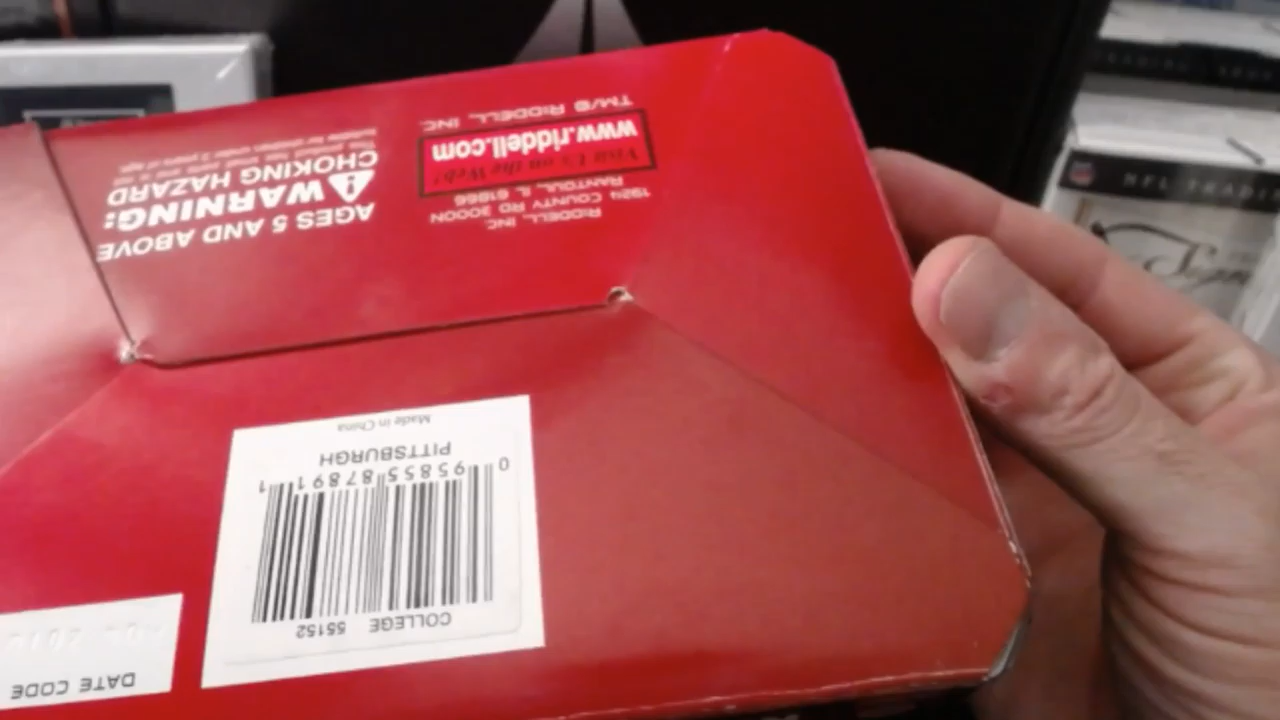 COLLEGE 55152
0 95855 87891 1
PITTSBURGH
Made in China
DATE CODE
AGES 5 AND ABOVE
WARNING:
CHOKING HAZARD
RIDDELL, INC
1924 COUNTY RD 3000N
RANTOUL, IL 61866
Visit Us on the Web!
www.riddell.com
TM/® RIDDELL, INC.
NFL